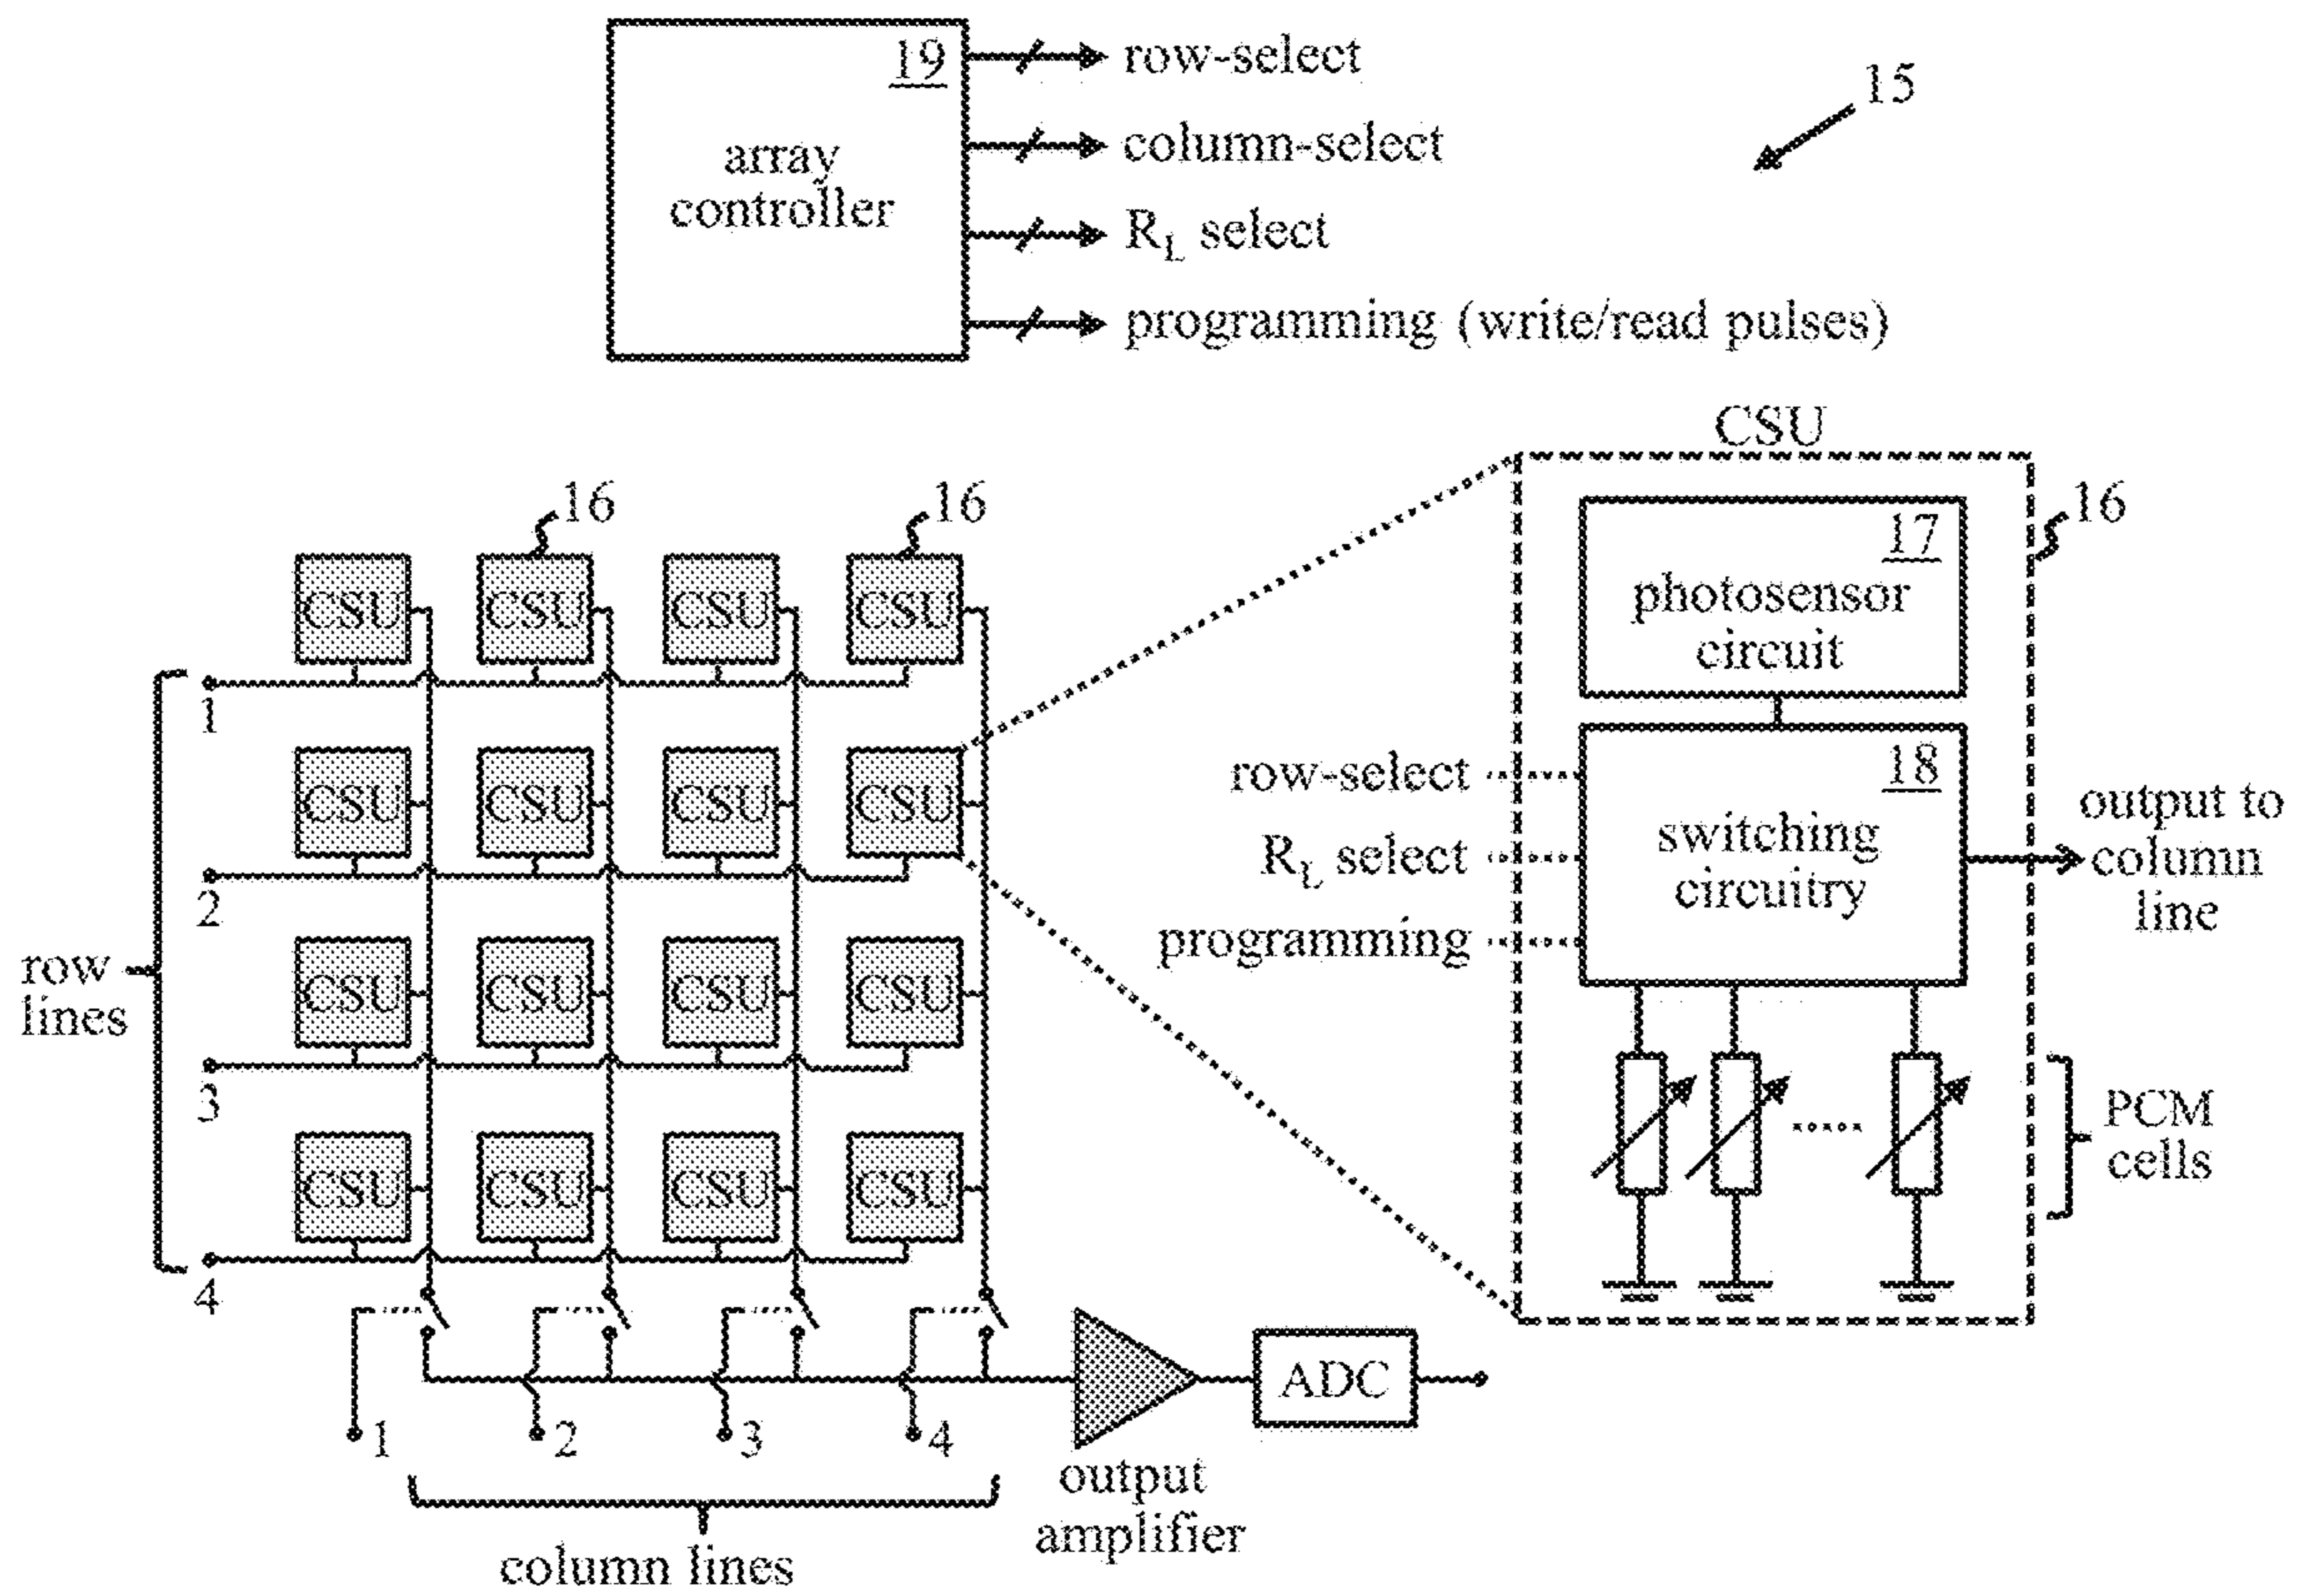 19
array
controller
row-select
column-select
R_L select
programming (write/read pulses)
15
16
16
CSU CSU CSU CSU
1
CSU CSU CSU CSU
2
CSU CSU CSU CSU
3
CSU CSU CSU CSU
4
row
lines
1 2 3 4
column lines
output
amplifier
ADC
CSU
16
17
photosensor
circuit
row-select
R_L select
programming
18
switching
circuitry
output to
column
line
PCM
cells